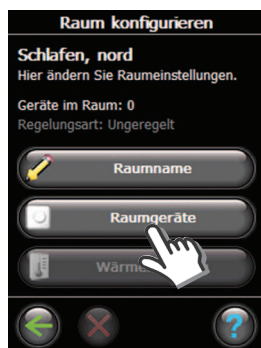 Raum konfigurieren
Schlafen, nord
Hier ändern Sie Raumeinstellungen.
Geräte im Raum: 0
Regelungsart: Ungeregelt
Raumname
Raumgeräte
?